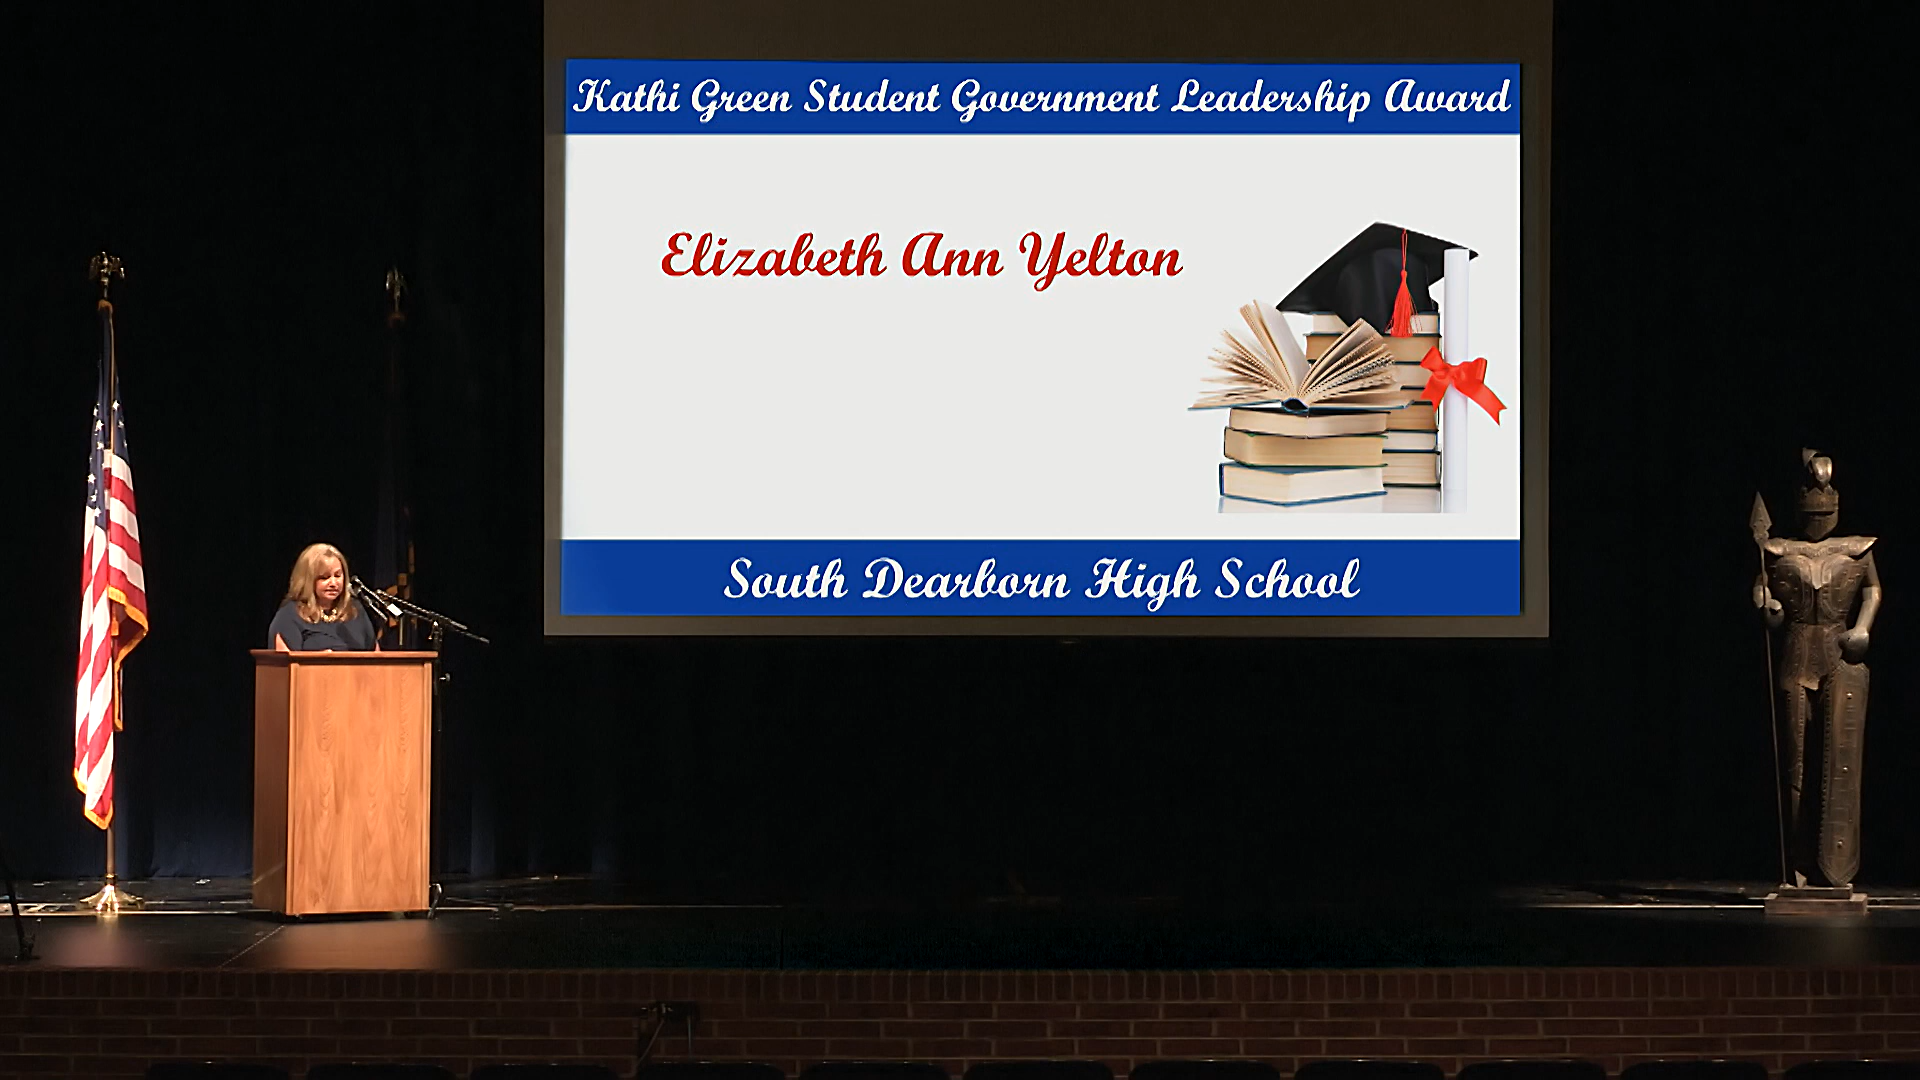 Kathi Green Student Government Leadership Award
Elizabeth Ann Yelton
South Dearborn High School